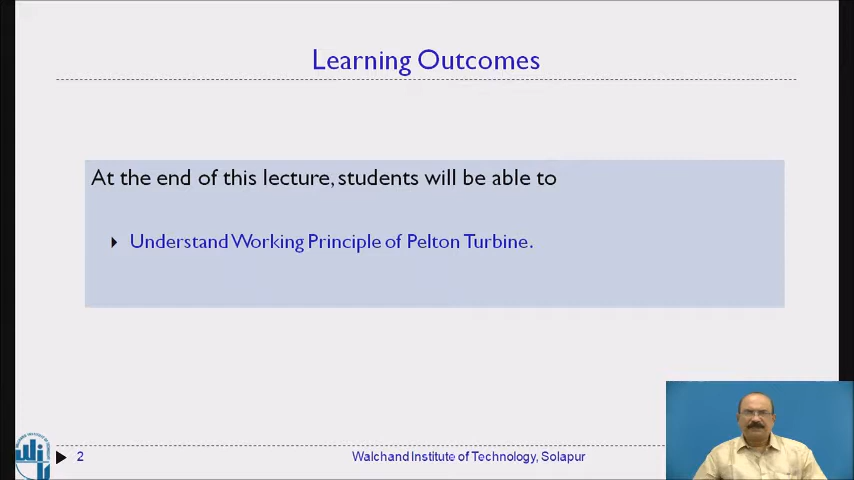 Learning Outcomes
At the end of this lecture, students will be able to
Understand Working Principle of Pelton Turbine.
2
Walchand Institute of Technology, Solapur